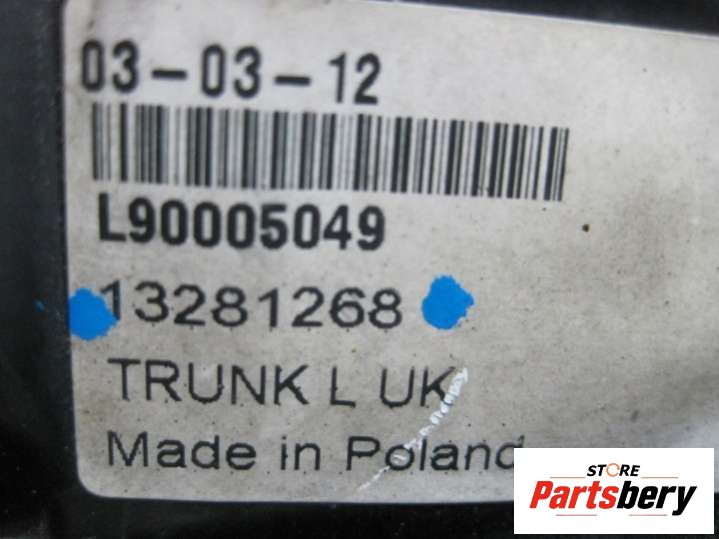 03-03-12
L90005049
13281268
TRUNK L UK
Made in Poland
STORE
Partsbery